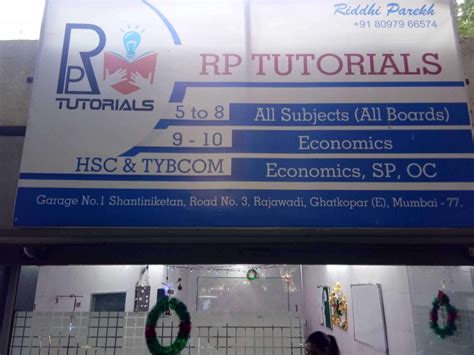 Riddhi Parekh
+91 80979 66574
RP
TUTORIALS
RP TUTORIALS
5 to 8 All Subjects (All Boards)
9 - 10 Economics
HSC & TYBCOM Economics, SP, OC
Garage No.1 Shantiniketan, Road No. 3, Rajawadi, Ghatkopar (E), Mumbai - 77.